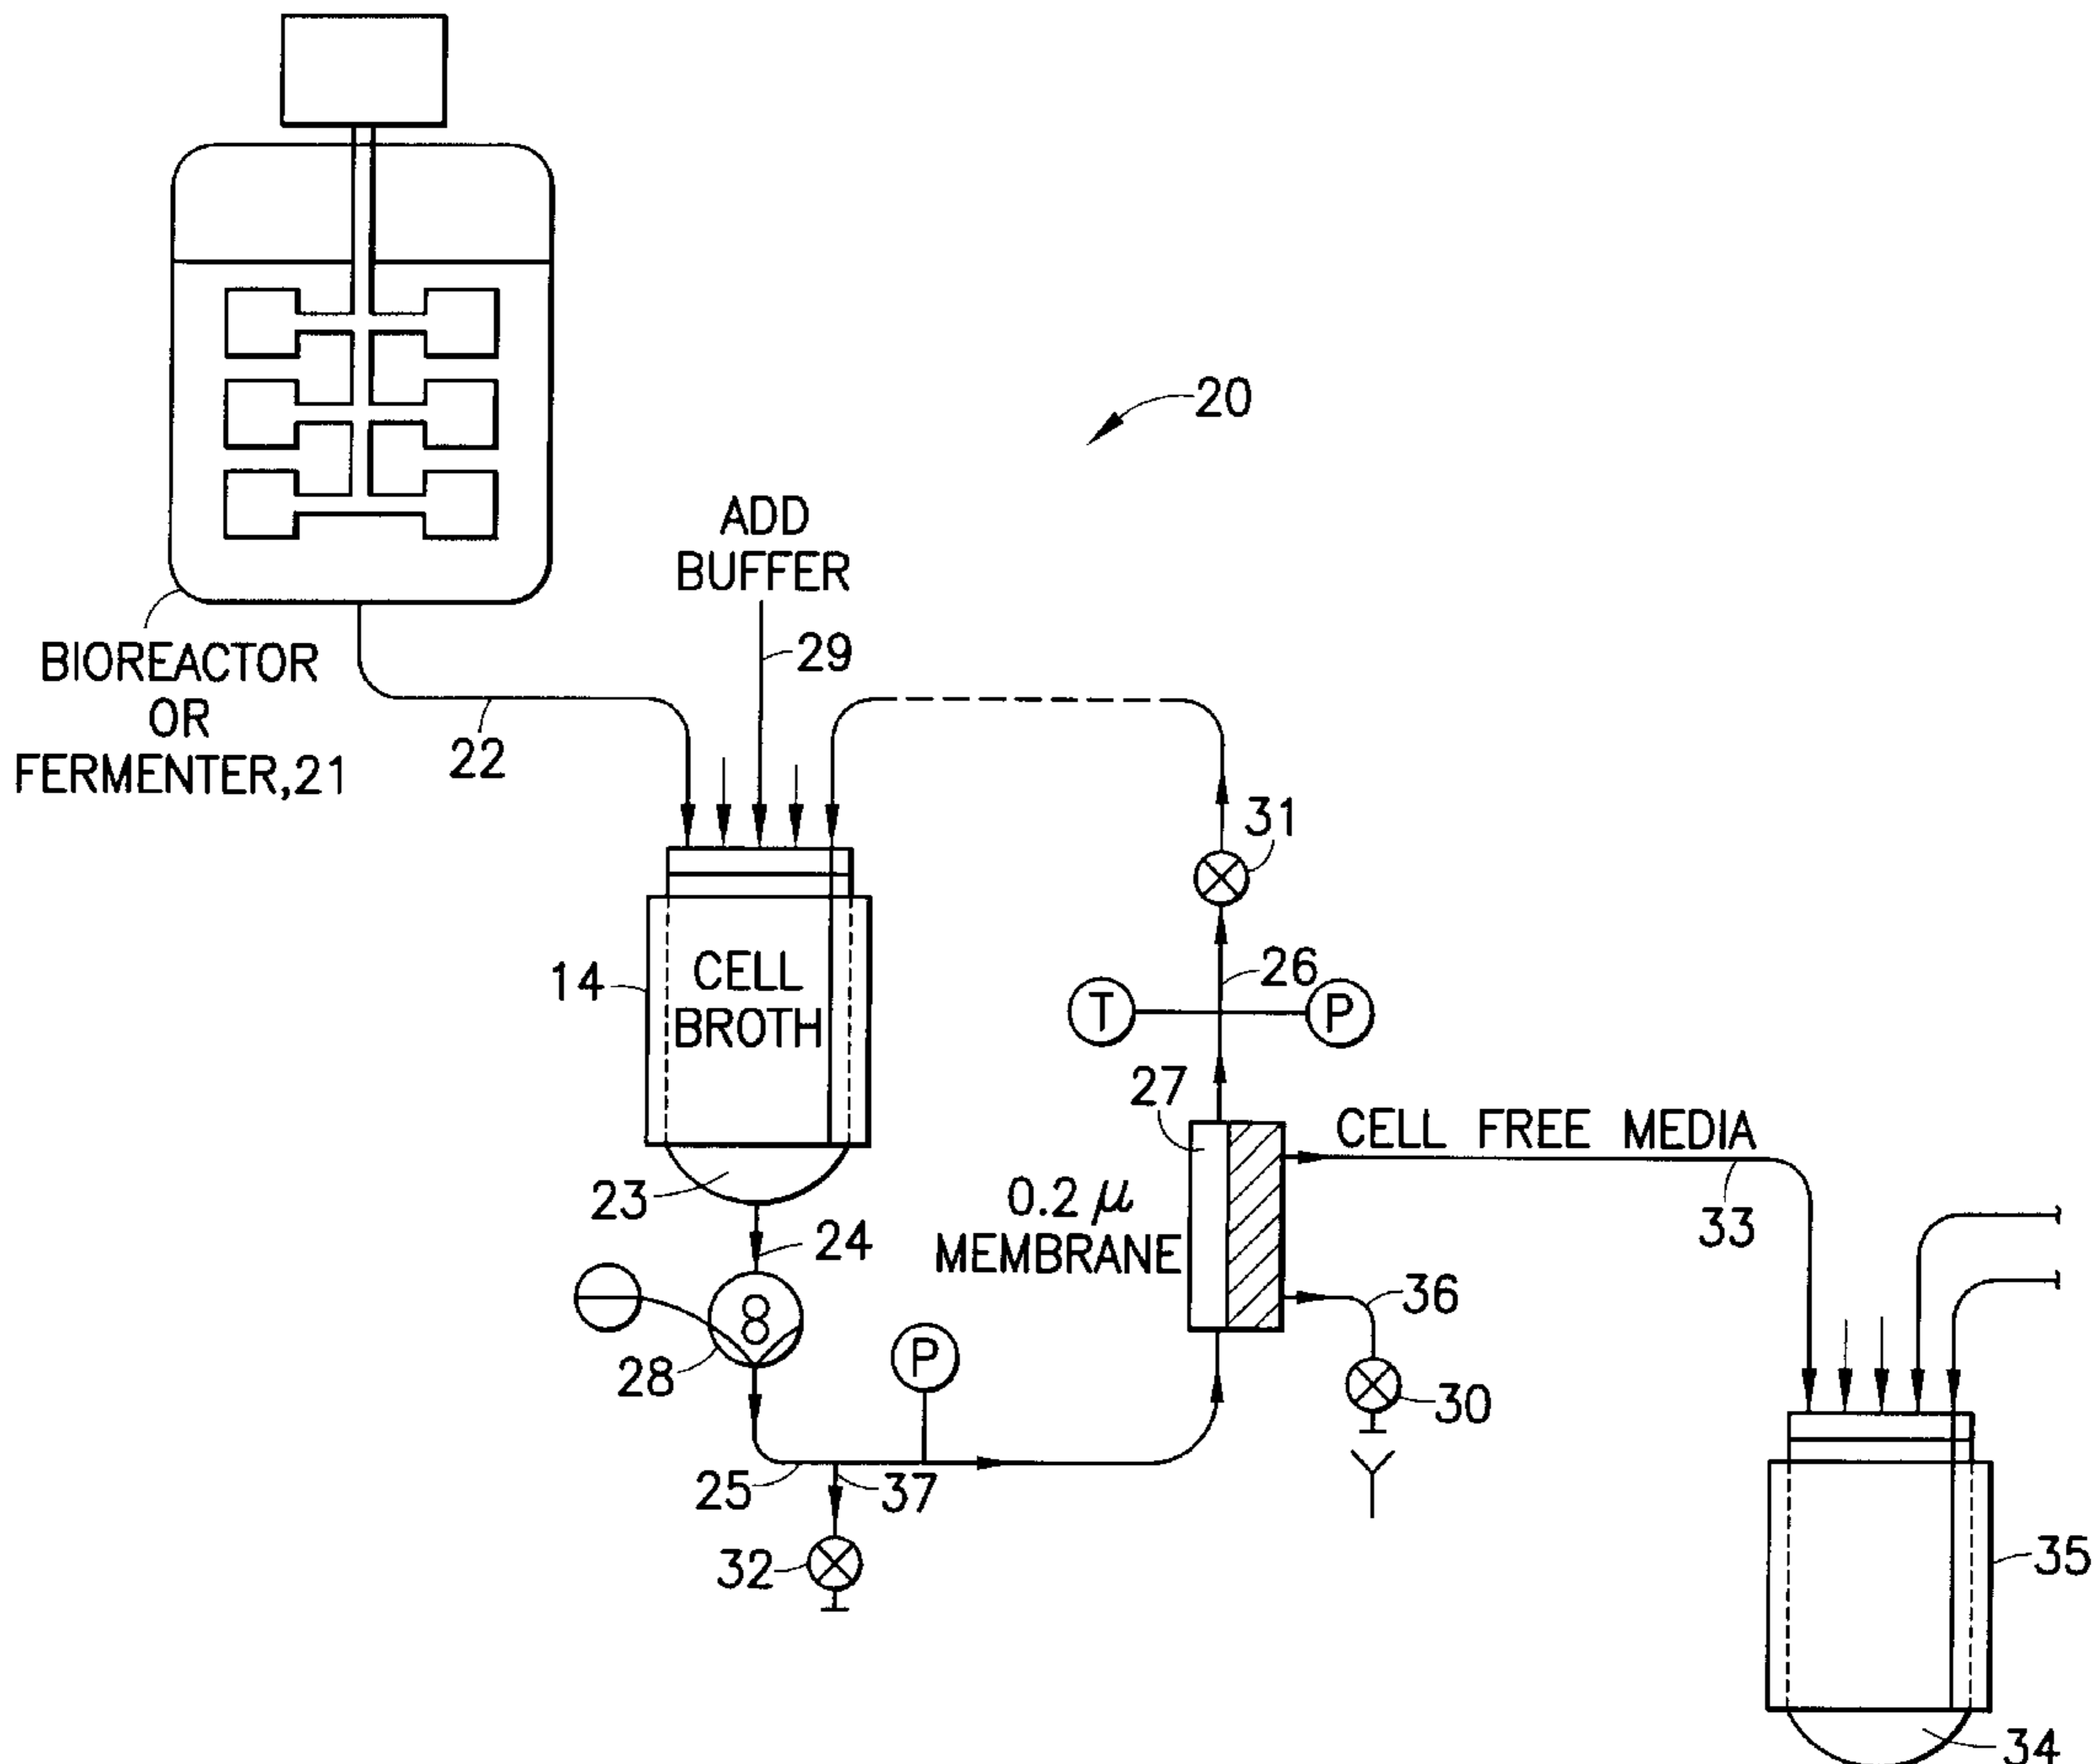 20
ADD
BUFFER
29
BIOREACTOR
OR
FERMENTER,21
22
31
14
CELL
BROTH
26
T
P
27
CELL FREE MEDIA
33
23
0.2 μ
MEMBRANE
24
8
28
P
36
30
25
37
32
35
34